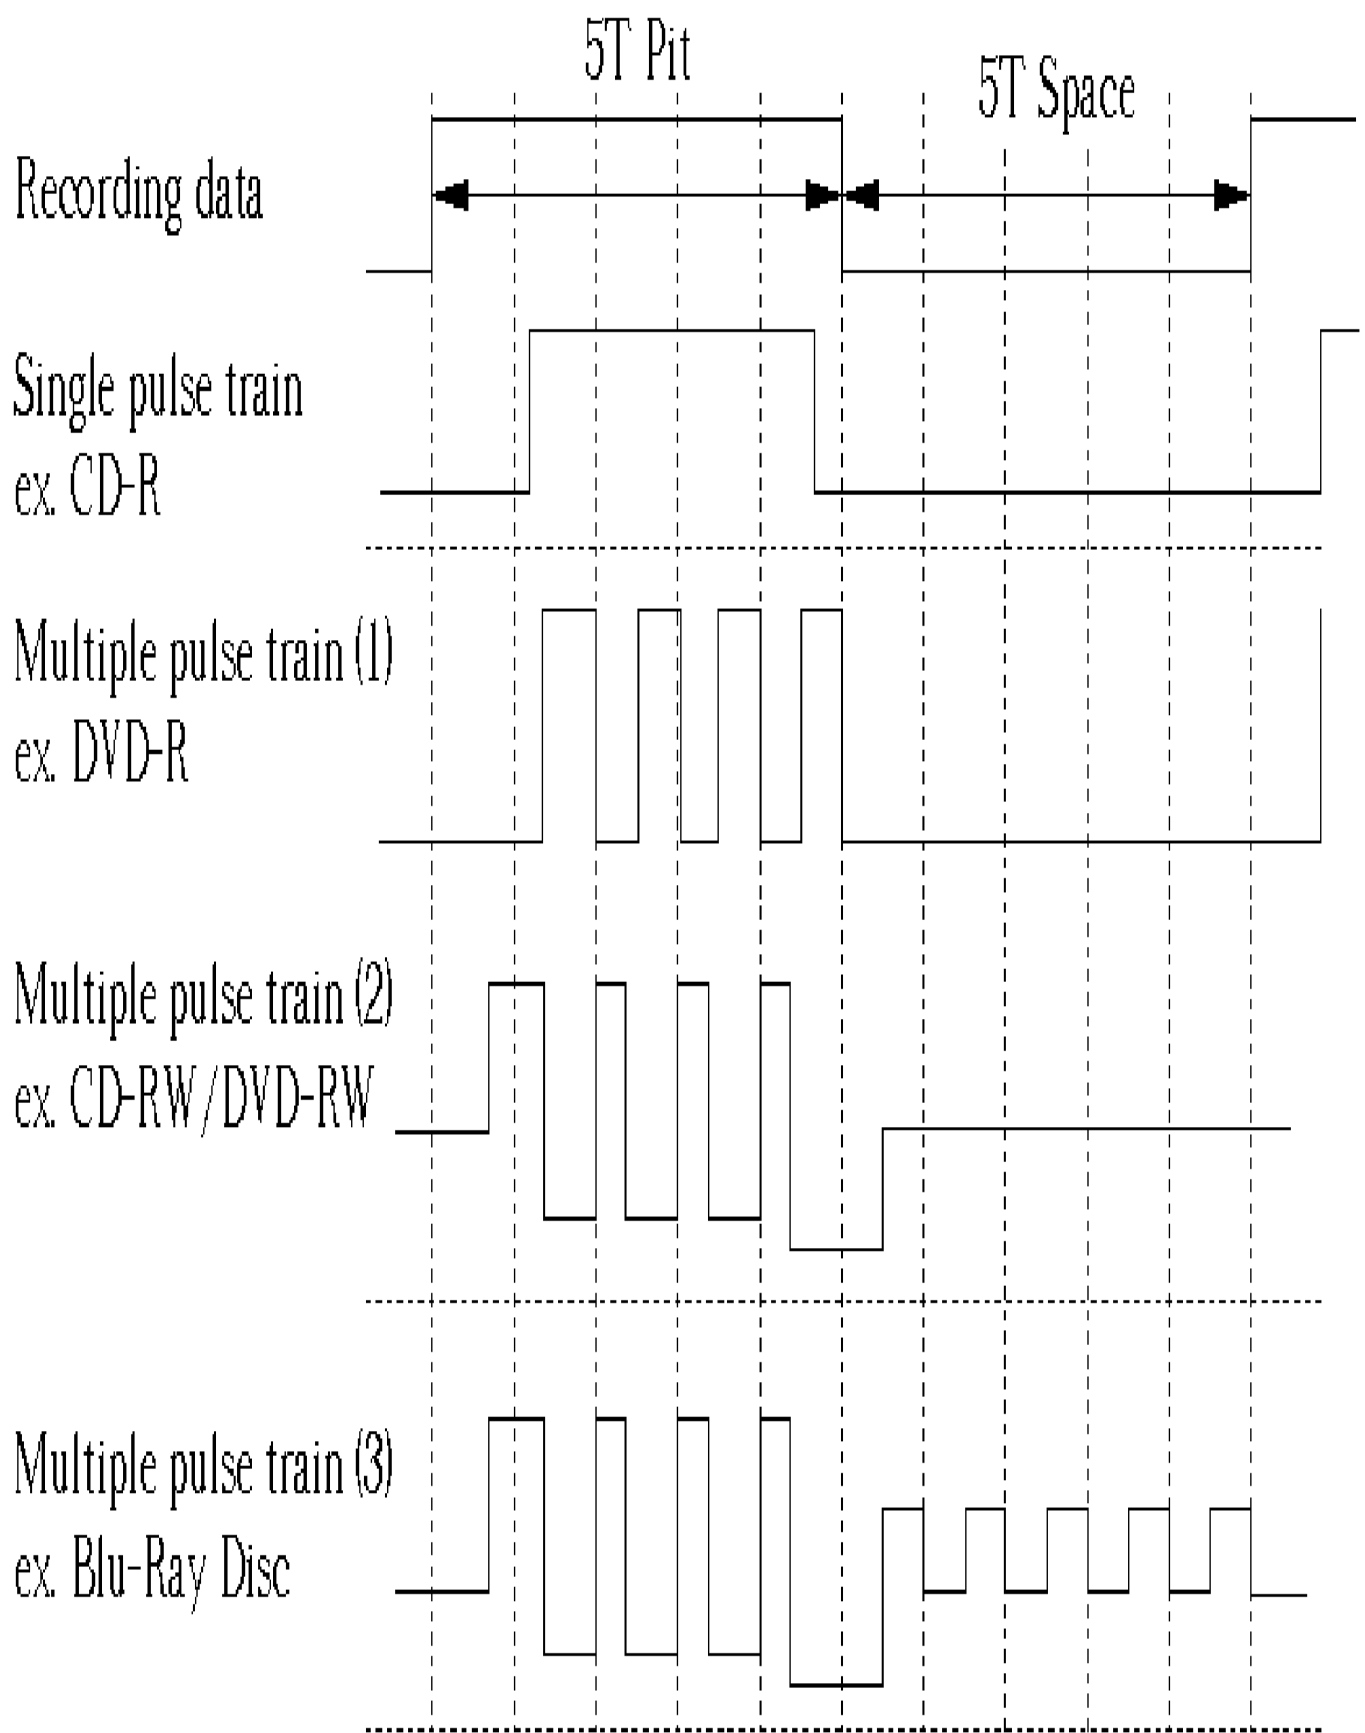 5T Pit
5T Space
Recording data
Single pulse train
ex. CD-R
Multiple pulse train (1)
ex. DVD-R
Multiple pulse train (2)
ex. CD-RW/DVD-RW
Multiple pulse train (3)
ex. Blu-Ray Disc